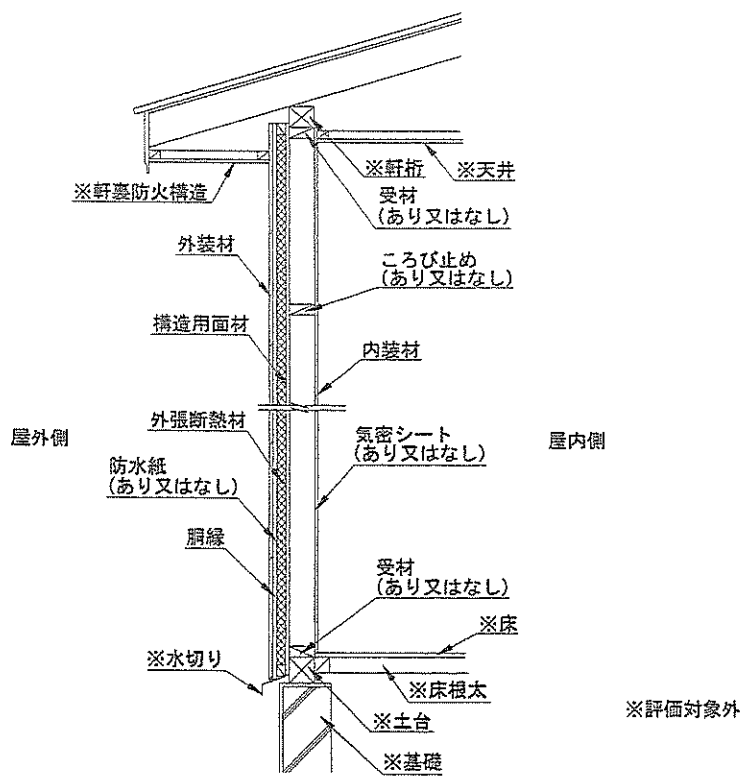 ※軒桁
※天井
※軒裏防火構造
受材
(あり又はなし)
外装材
ころび止め
(あり又はなし)
構造用面材
内装材
屋外側
外張断熱材
気密シート
(あり又はなし)
屋内側
防水紙
(あり又はなし)
胴縁
受材
(あり又はなし)
※床
※水切り
※床根太
※土台
※評価対象外
※基礎